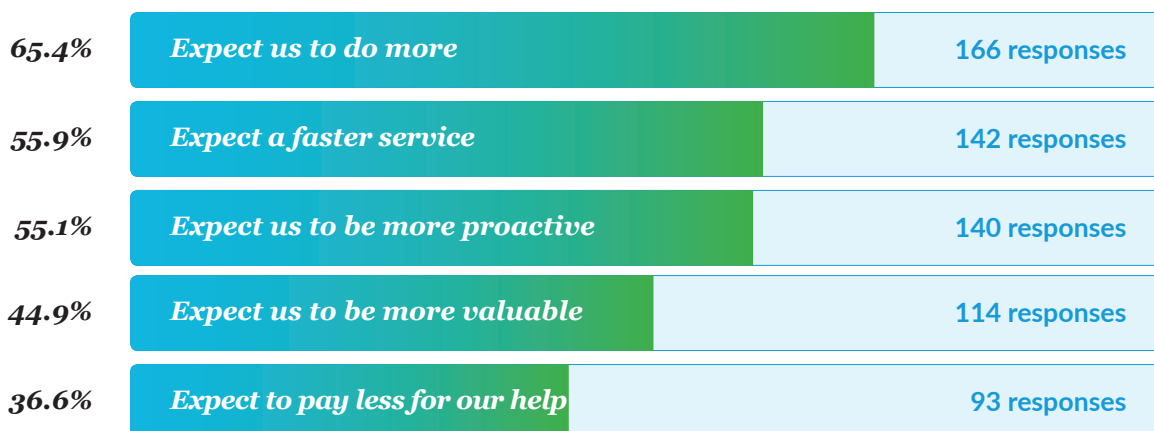 65.4% Expect us to do more 166 responses
55.9% Expect a faster service 142 responses
55.1% Expect us to be more proactive 140 responses
44.9% Expect us to be more valuable 114 responses
36.6% Expect to pay less for our help 93 responses